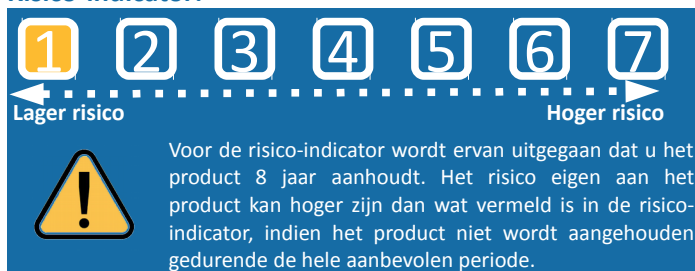 1 2 3 4 5 6 7
Lager risico Hoger risico
Voor de risico-indicator wordt ervan uitgegaan dat u het
product 8 jaar aanhoudt. Het risico eigen aan het
product kan hoger zijn dan wat vermeld is in de risico-
indicator, indien het product niet wordt aangehouden
gedurende de hele aanbevolen periode.